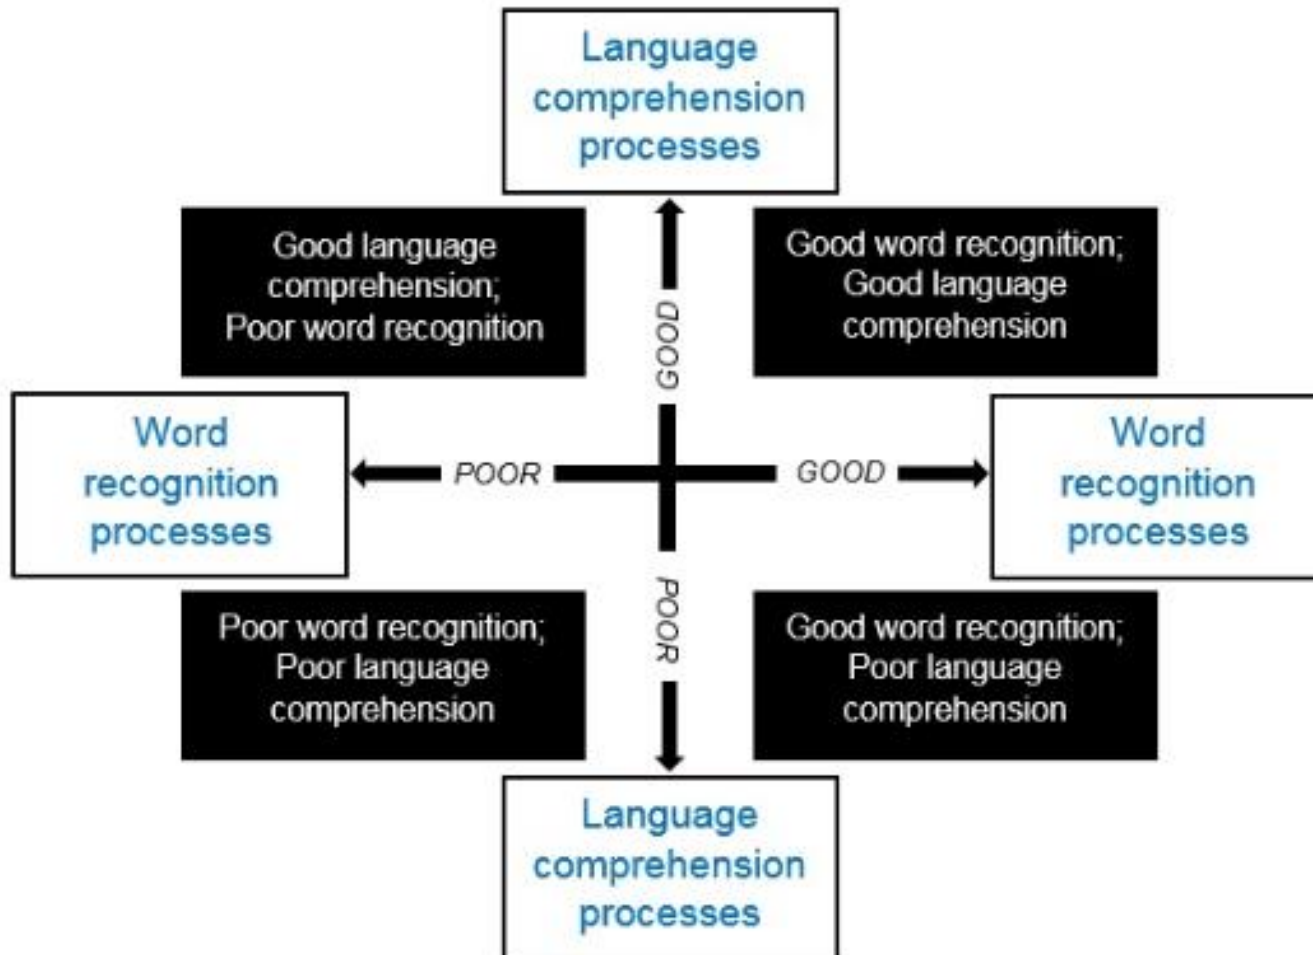 Language
comprehension
processes
Good language
comprehension;
Poor word recognition
Good word recognition;
Good language
comprehension
GOOD
Word
recognition
processes
POOR
GOOD
Word
recognition
processes
POOR
Poor word recognition;
Poor language
comprehension
Good word recognition;
Poor language
comprehension
Language
comprehension
processes